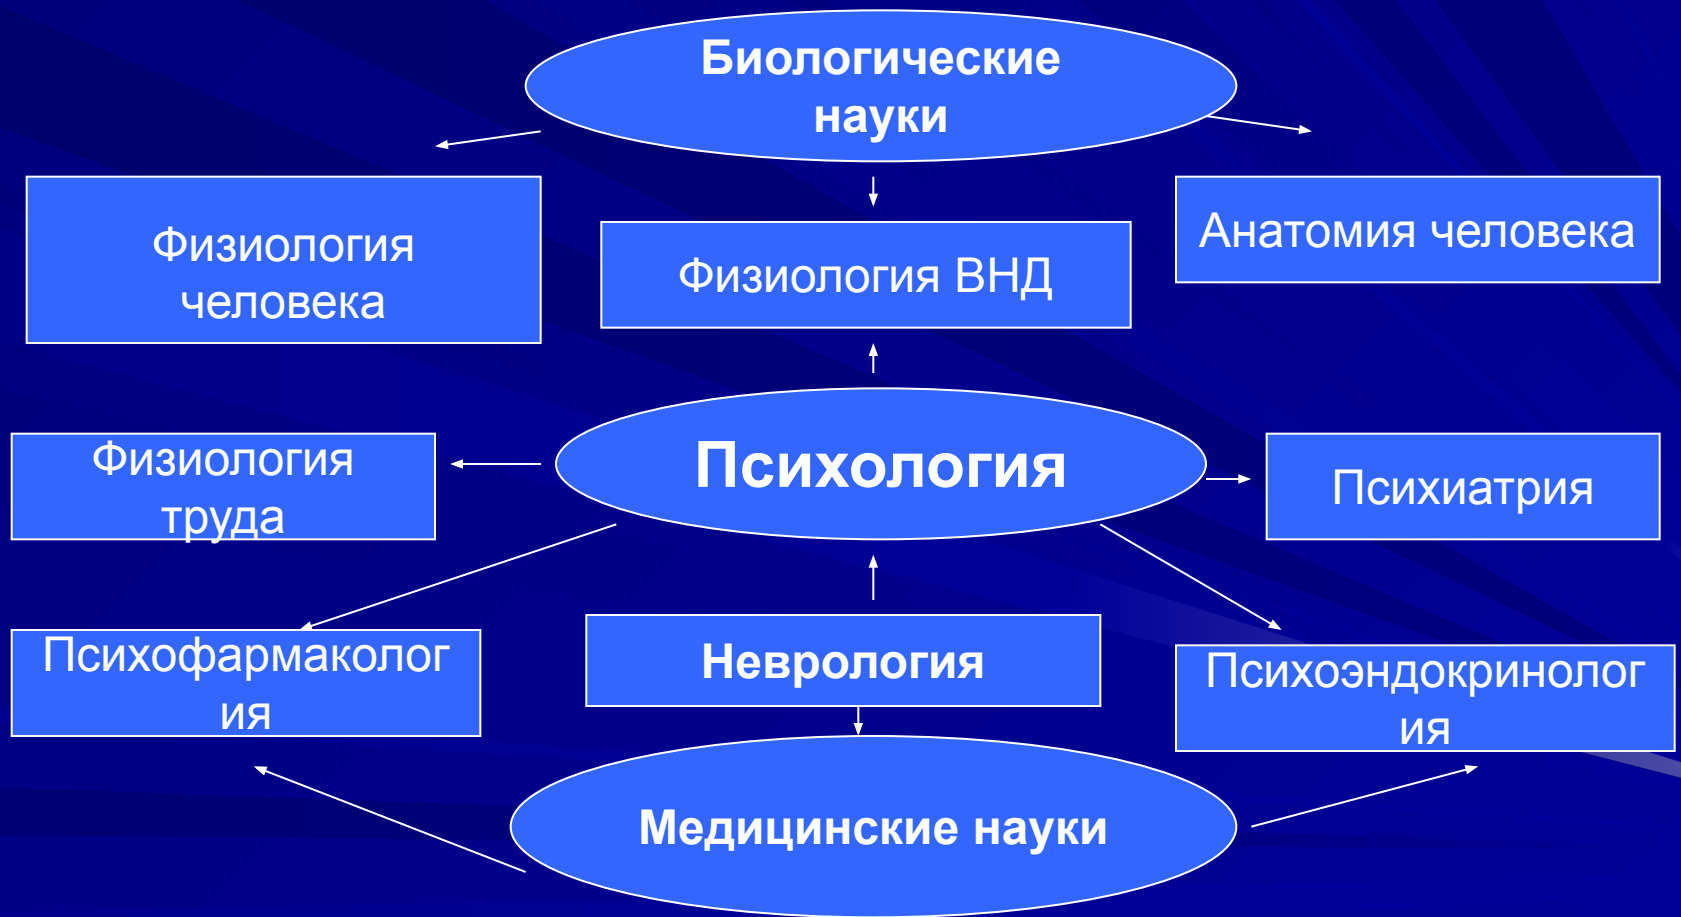 Биологические
науки
Физиология
человека
Физиология ВНД
Анатомия человека
Психология
Физиология
труда
Психиатрия
Психофармаколог
ия
Неврология
Психоэндокринолог
ия
Медицинские науки